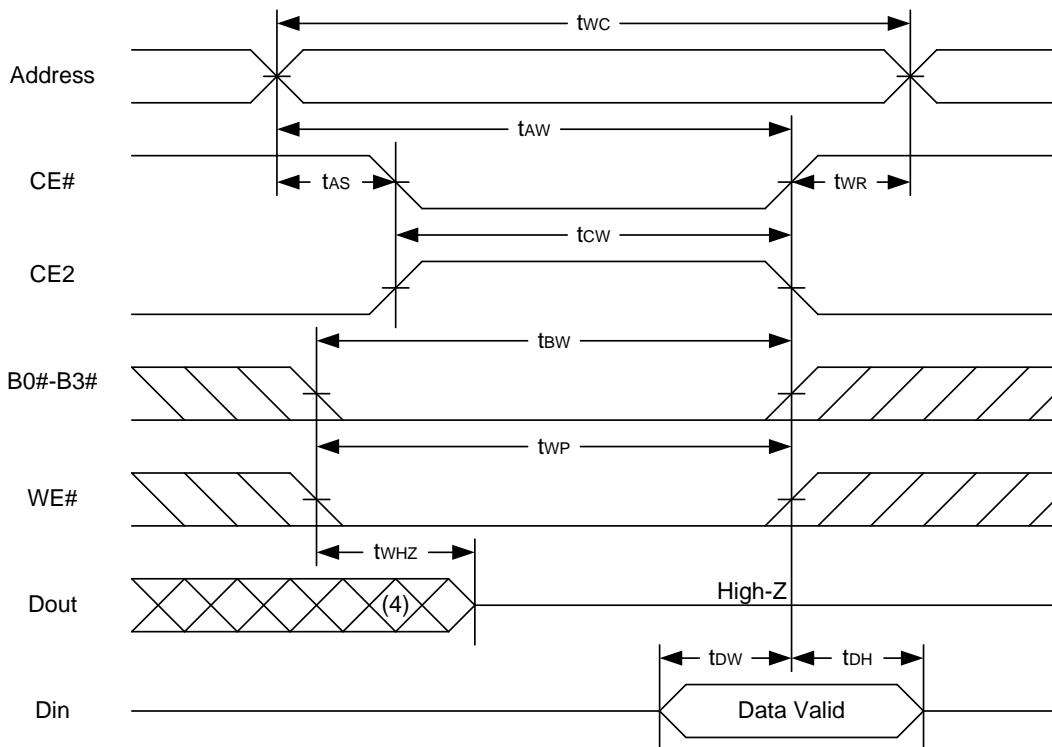 tWC
Address
tAW
CE#
tAS
tWR
tCW
CE2
tBW
B0#-B3#
tWP
WE#
tWHZ
Dout
(4)
High-Z
tDW
tDH
Din
Data Valid